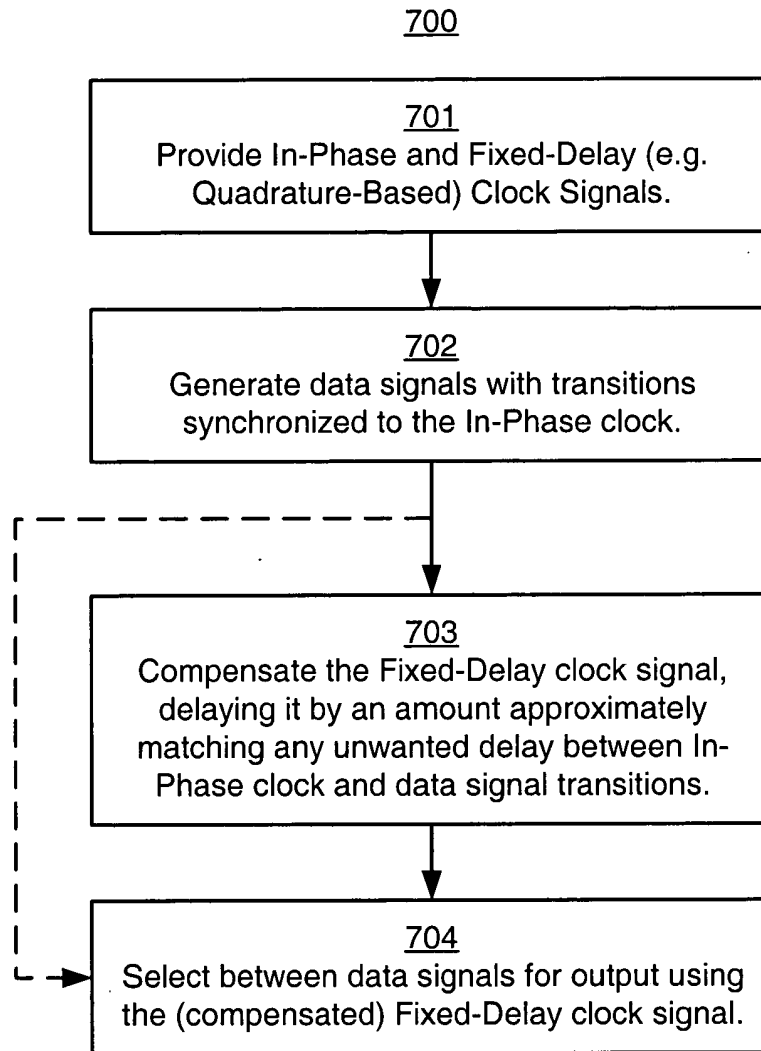 700
701
Provide In-Phase and Fixed-Delay (e.g.
Quadrature-Based) Clock Signals.
702
Generate data signals with transitions
synchronized to the In-Phase clock.
703
Compensate the Fixed-Delay clock signal,
delaying it by an amount approximately
matching any unwanted delay between In-
Phase clock and data signal transitions.
704
Select between data signals for output using
the (compensated) Fixed-Delay clock signal.